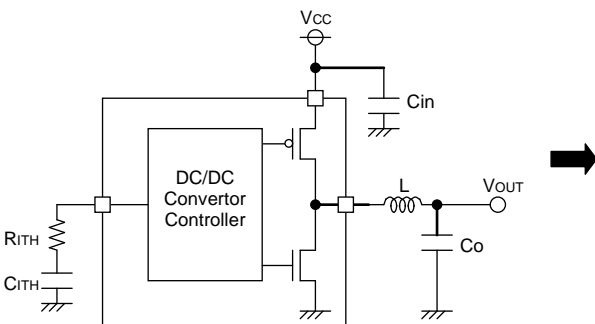 VCC
Cin
DC/DC
Convertor
Controller
L
VOUT
RITH
Co
CITH